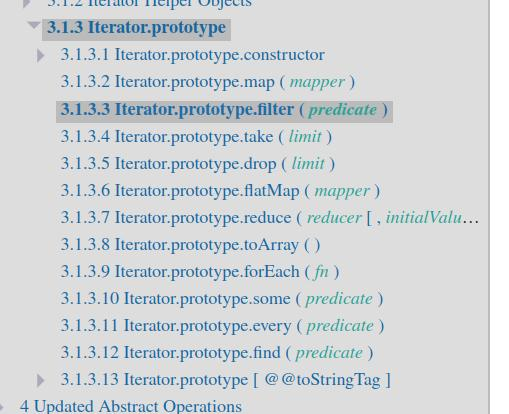 3.1.2 Iterator Helper Objects
3.1.3 Iterator.prototype
3.1.3.1 Iterator.prototype.constructor
3.1.3.2 Iterator.prototype.map ( mapper )
3.1.3.3 Iterator.prototype.filter ( predicate )
3.1.3.4 Iterator.prototype.take ( limit )
3.1.3.5 Iterator.prototype.drop ( limit )
3.1.3.6 Iterator.prototype.flatMap ( mapper )
3.1.3.7 Iterator.prototype.reduce ( reducer [ , initialValu…
3.1.3.8 Iterator.prototype.toArray ( )
3.1.3.9 Iterator.prototype.forEach ( fn )
3.1.3.10 Iterator.prototype.some ( predicate )
3.1.3.11 Iterator.prototype.every ( predicate )
3.1.3.12 Iterator.prototype.find ( predicate )
3.1.3.13 Iterator.prototype [ @@toStringTag ]
4 Updated Abstract Operations